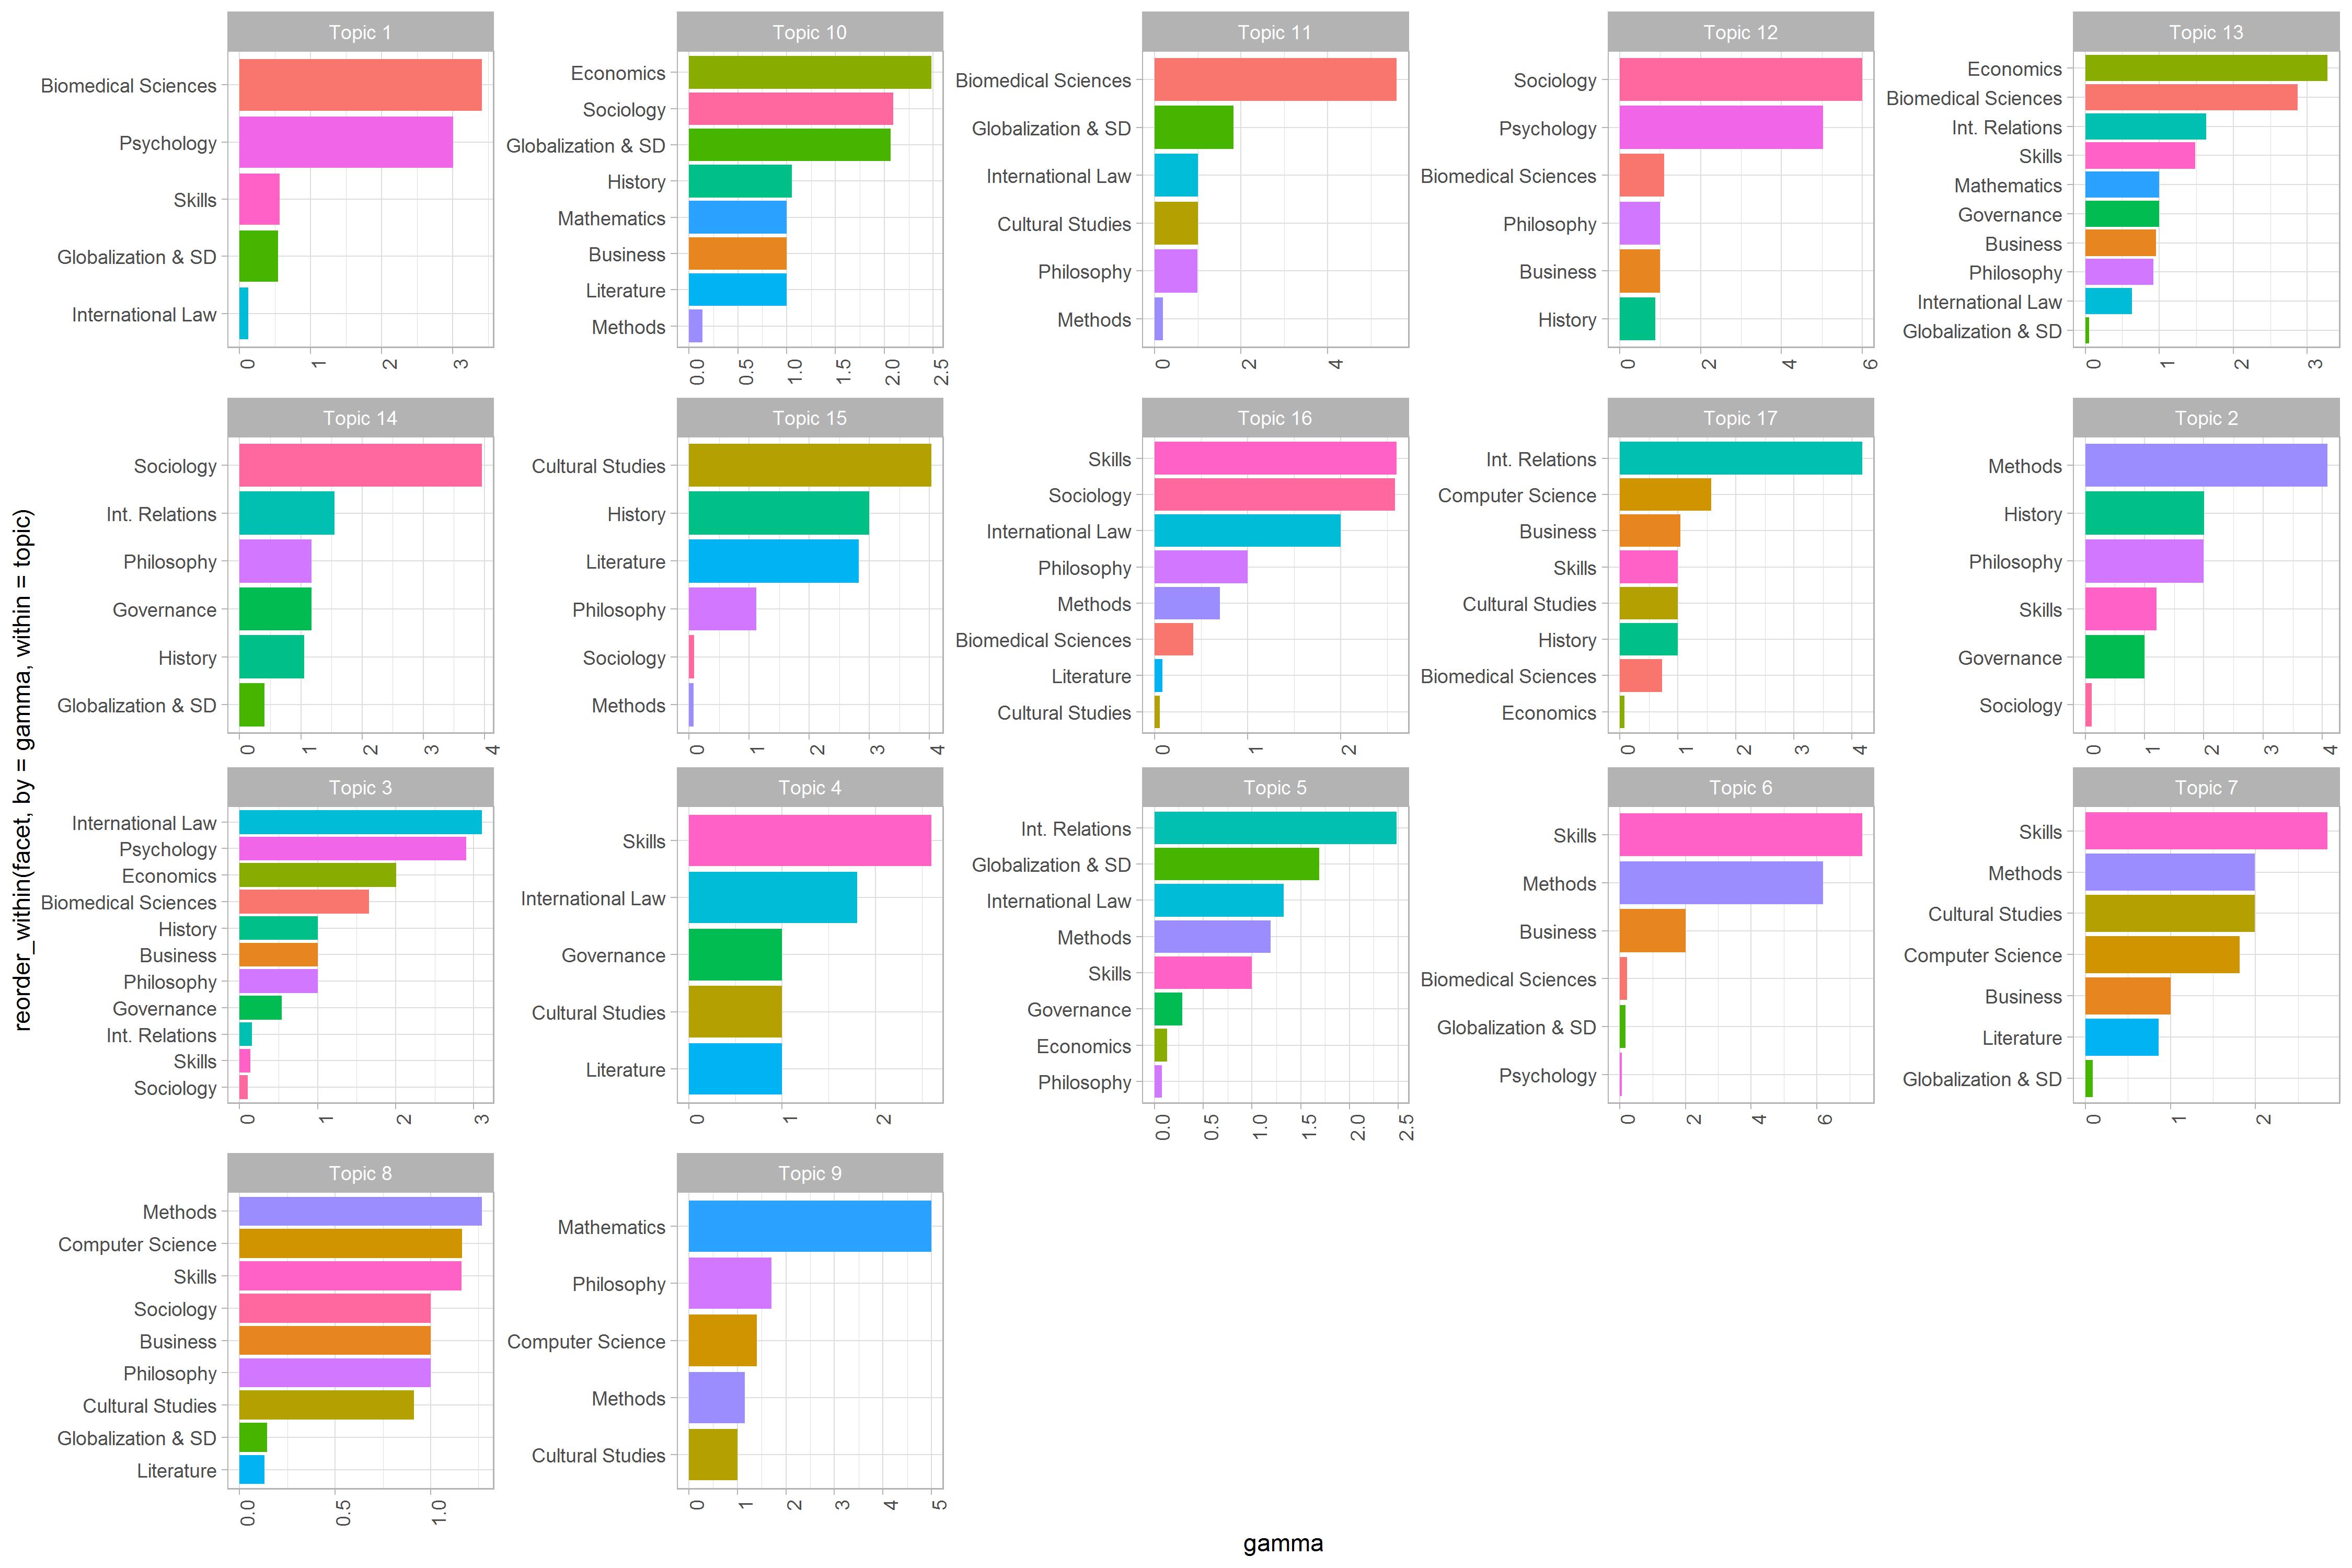 reorder_within(facet, by = gamma, within = topic)
Topic 1
Biomedical Sciences
Psychology
Skills
Globalization & SD
International Law
0 1 2 3
Topic 10
Economics
Sociology
Globalization & SD
History
Mathematics
Business
Literature
Methods
0.0 0.5 1.0 1.5 2.0 2.5
Topic 11
Biomedical Sciences
Globalization & SD
International Law
Cultural Studies
Philosophy
Methods
0 2 4
Topic 12
Sociology
Psychology
Biomedical Sciences
Philosophy
Business
History
0 2 4 6
Topic 13
Economics
Biomedical Sciences
Int. Relations
Skills
Mathematics
Governance
Business
Philosophy
International Law
Globalization & SD
0 1 2 3
Topic 14
Sociology
Int. Relations
Philosophy
Governance
History
Globalization & SD
0 1 2 3 4
Topic 15
Cultural Studies
History
Literature
Philosophy
Sociology
Methods
0 1 2 3 4
Topic 16
Skills
Sociology
International Law
Philosophy
Methods
Biomedical Sciences
Literature
Cultural Studies
0 1 2
Topic 17
Int. Relations
Computer Science
Business
Skills
Cultural Studies
History
Biomedical Sciences
Economics
0 1 2 3 4
Topic 2
Methods
History
Philosophy
Skills
Governance
Sociology
0 1 2 3 4
Topic 3
International Law
Psychology
Economics
Biomedical Sciences
History
Business
Philosophy
Governance
Int. Relations
Skills
Sociology
0 1 2 3
Topic 4
Skills
International Law
Governance
Cultural Studies
Literature
0 1 2
Topic 5
Int. Relations
Globalization & SD
International Law
Methods
Skills
Governance
Economics
Philosophy
0.0 0.5 1.0 1.5 2.0 2.5
Topic 6
Skills
Methods
Business
Biomedical Sciences
Globalization & SD
Psychology
0 2 4 6
Topic 7
Skills
Methods
Cultural Studies
Computer Science
Business
Literature
Globalization & SD
0 1 2
Topic 8
Methods
Computer Science
Skills
Sociology
Business
Philosophy
Cultural Studies
Globalization & SD
Literature
0.0 0.5 1.0
Topic 9
Mathematics
Philosophy
Computer Science
Methods
Cultural Studies
0 1 2 3 4 5
gamma